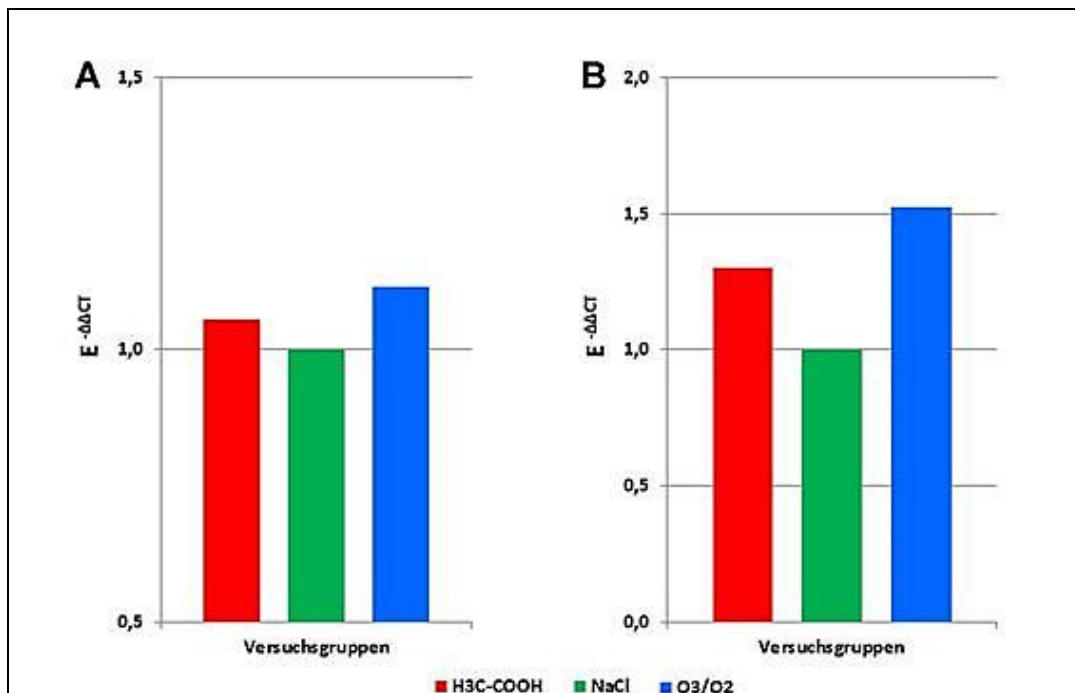 A
1,5
1,0
0,5
E -ΔΔCT
Versuchsgruppen
B
2,0
1,5
1,0
0,5
0,0
E -ΔΔCT
Versuchsgruppen
H3C-COOH NaCl O3/O2